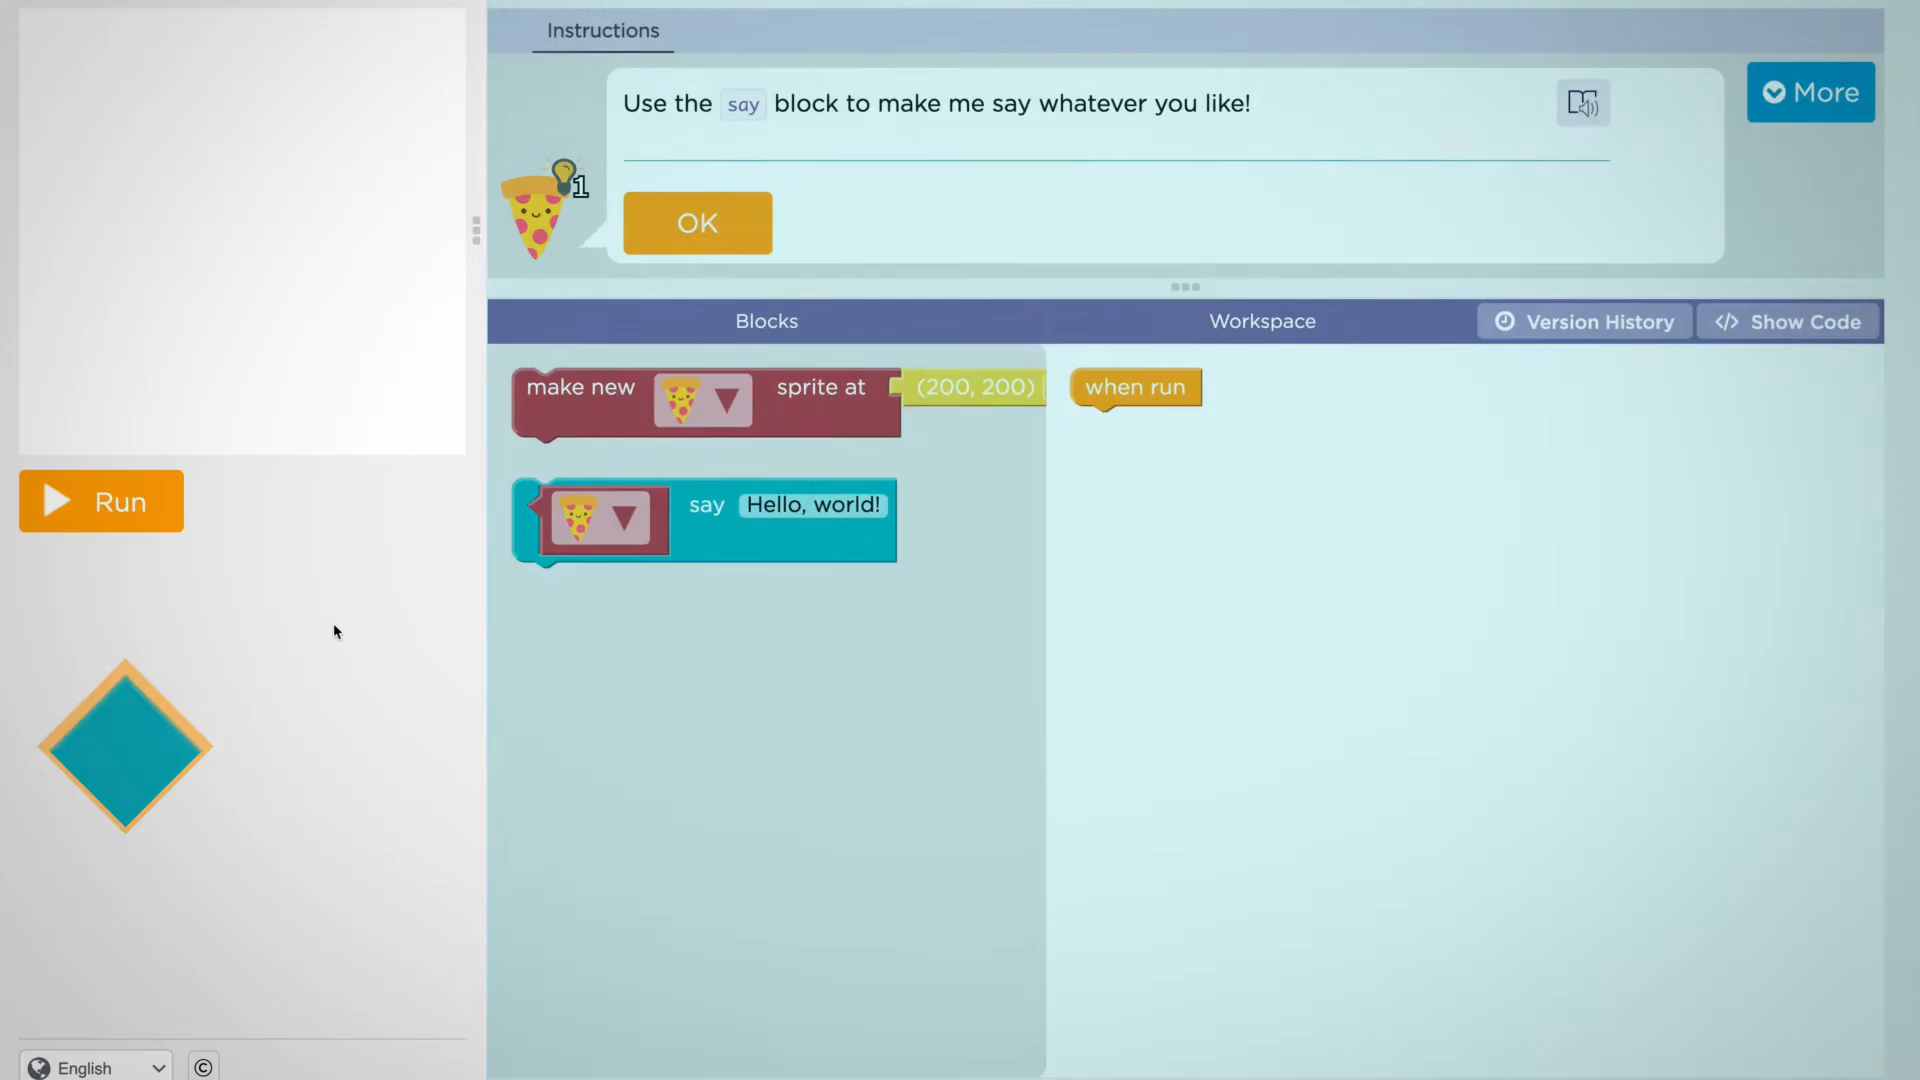 Instructions
Use the say block to make me say whatever you like!
More
1
OK
Blocks
Workspace
Version History
</> Show Code
make new sprite at (200, 200)
when run
say Hello, world!
Run
English
©